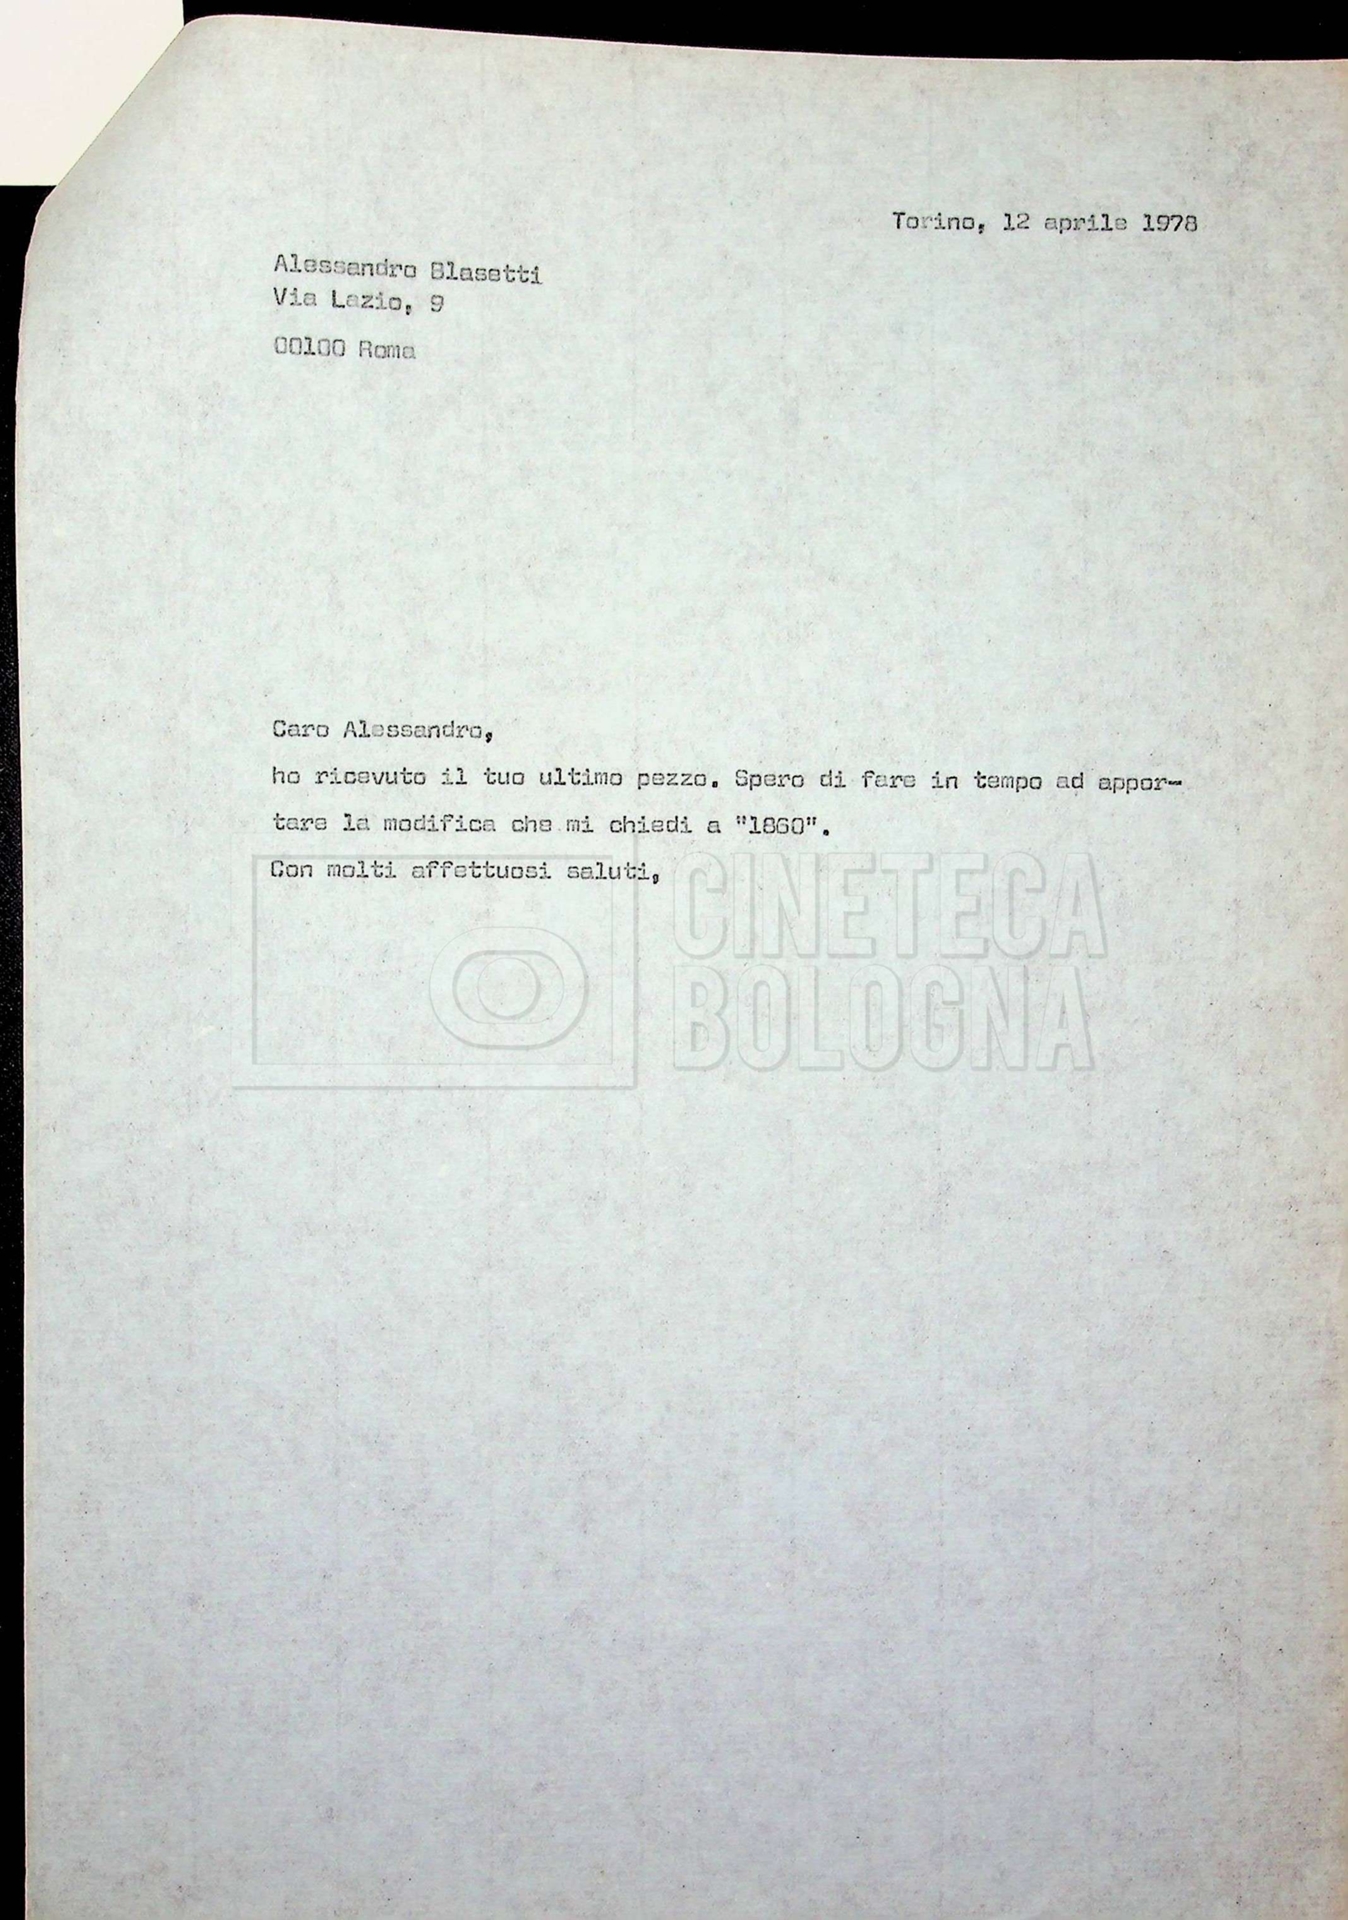 Torino, 12 aprile 1978
Alessandro Blasetti
Via Lazio, 9
00100 Roma
Caro Alessandro,
ho ricevuto il tuo ultimo pezzo. Spero di fare in tempo ad appor-
tare la modifica che mi chiedi a "1860".
Con molti affettuosi saluti,
CINETECA
BOLOGNA